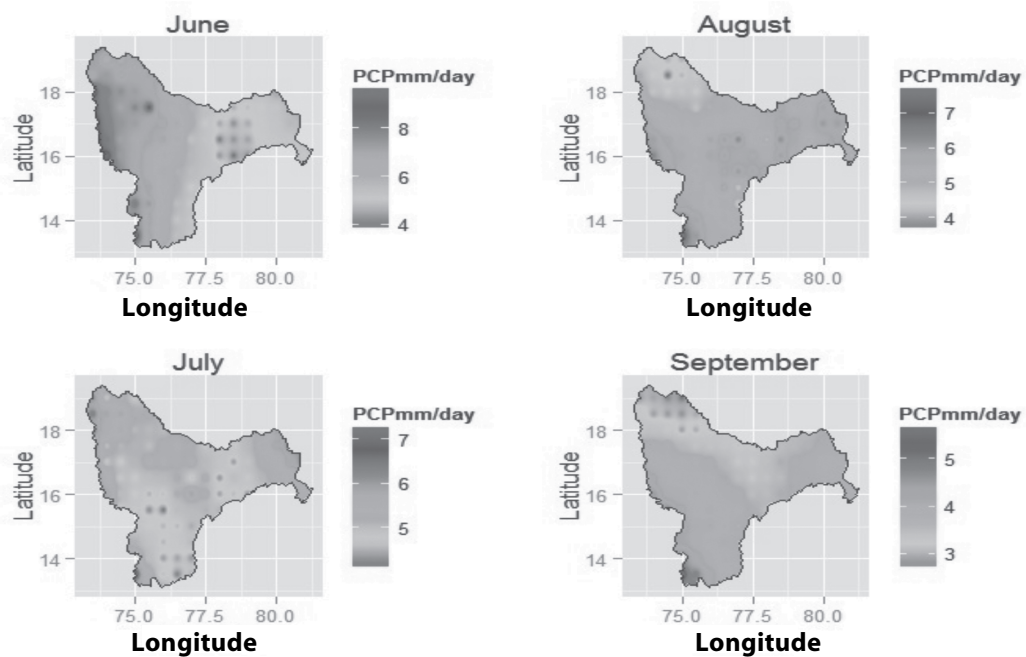 June
PCPmm/day
8
6
4
Latitude
18
16
14
75.0 77.5 80.0
Longitude
August
PCPmm/day
7
6
5
4
Latitude
18
16
14
75.0 77.5 80.0
Longitude
July
PCPmm/day
7
6
5
Latitude
18
16
14
75.0 77.5 80.0
Longitude
September
PCPmm/day
5
4
3
Latitude
18
16
14
75.0 77.5 80.0
Longitude